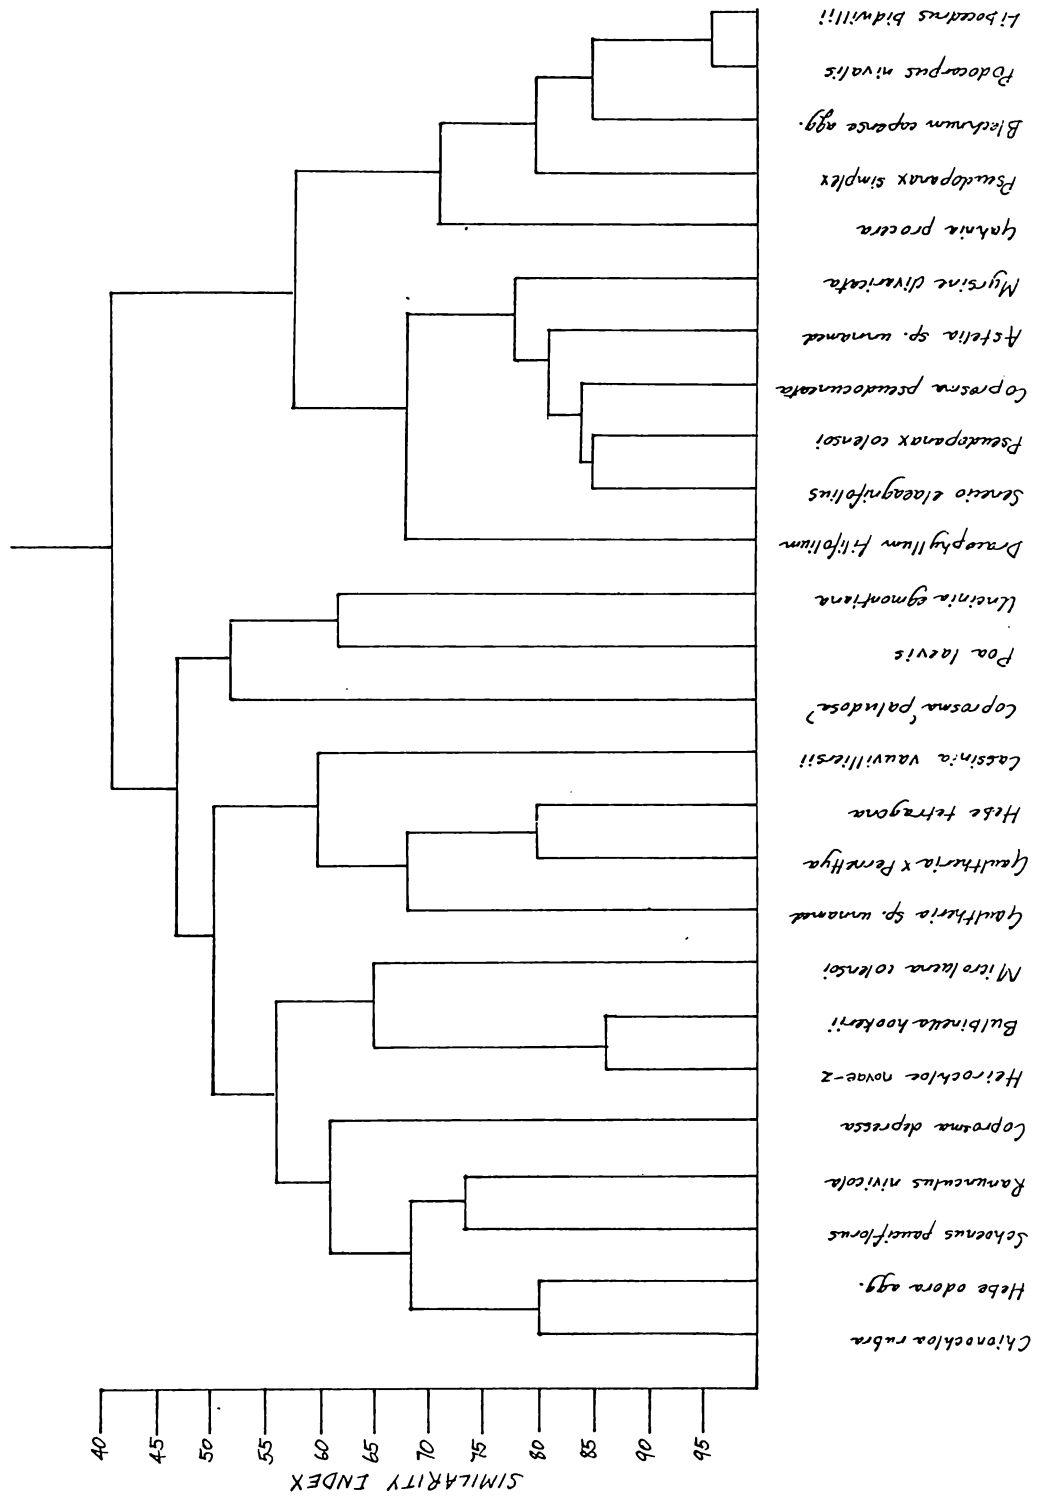 Libocedrus bidwillii
Podocarpus nivalis
Blechnum capense agg.
Pseudopanax simplex
Gahnia procera
Myrsine divaricata
Astelia sp. unnamed
Coprosma pseudocuneata
Pseudopanax colensoi
Senecio elaeagnifolius
Dracophyllum filifolium
Uncinia egmontiana
Poa laevis
Coprosma 'paludosa'
Cassinia vauvilliersii
Hebe tetragona
Gaultheria x Pernettya
Gaultheria sp. unnamed
Microlaena colensoi
Bulbinella hookerii
Heirochloe novae-z
Coprosma depressa
Ranunculus nivicola
Schoenus pauciflorus
Hebe odora agg.
Chionochloa rubra
40 45 50 55 60 65 70 75 80 85 90 95
SIMILARITY INDEX